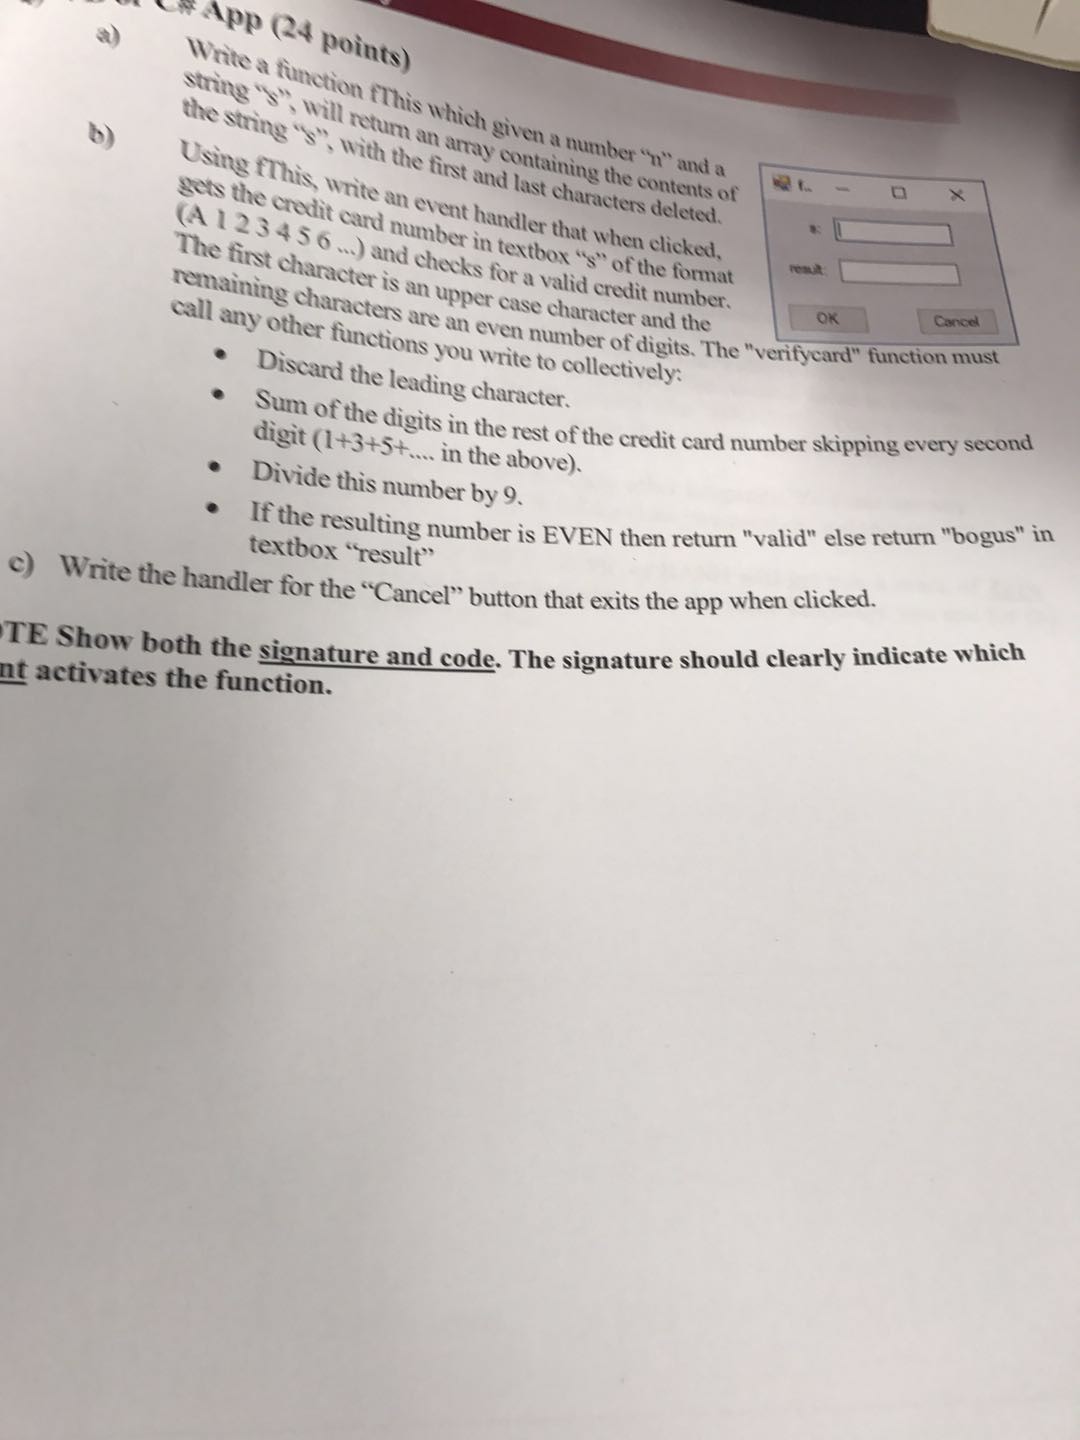 C# App (24 points)
a) Write a function fThis which given a number “n” and a
string “s”, will return an array containing the contents of
the string “s”, with the first and last characters deleted.
b) Using fThis, write an event handler that when clicked,
gets the credit card number in textbox “s” of the format
(A 1 2 3 4 5 6 ...) and checks for a valid credit number.
The first character is an upper case character and the
remaining characters are an even number of digits. The "verifycard" function must
call any other functions you write to collectively:
• Discard the leading character.
• Sum of the digits in the rest of the credit card number skipping every second
digit (1+3+5+.... in the above).
• Divide this number by 9.
• If the resulting number is EVEN then return "valid" else return "bogus" in
textbox “result”
c) Write the handler for the “Cancel” button that exits the app when clicked.
TE Show both the signature and code. The signature should clearly indicate which
nt activates the function.
f..
s:
result:
OK Cancel